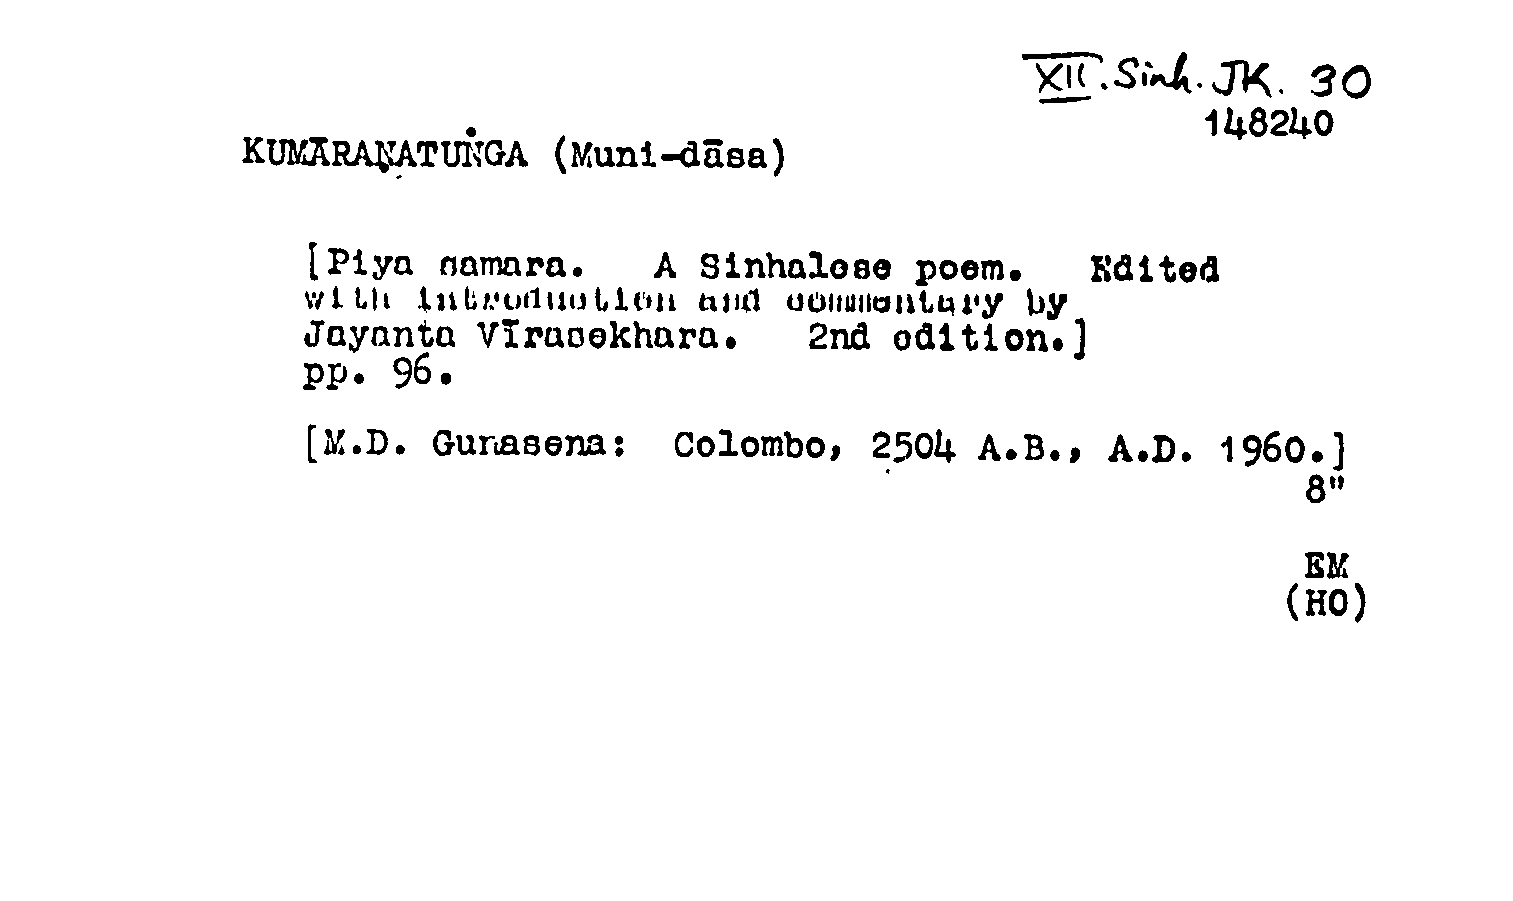 XII. Sinh. JK. 30
148240
KUMĀRAṆATUṄGA (Muni-dāsa)
[Piya samara. A Sinhalese poem. Edited
with introduction and commentary by
Jayanta Vīrasekhara. 2nd edition.]
pp. 96.
[M.D. Gunasena: Colombo, 2504 A.B., A.D. 1960.]
8"
EM
(HO)